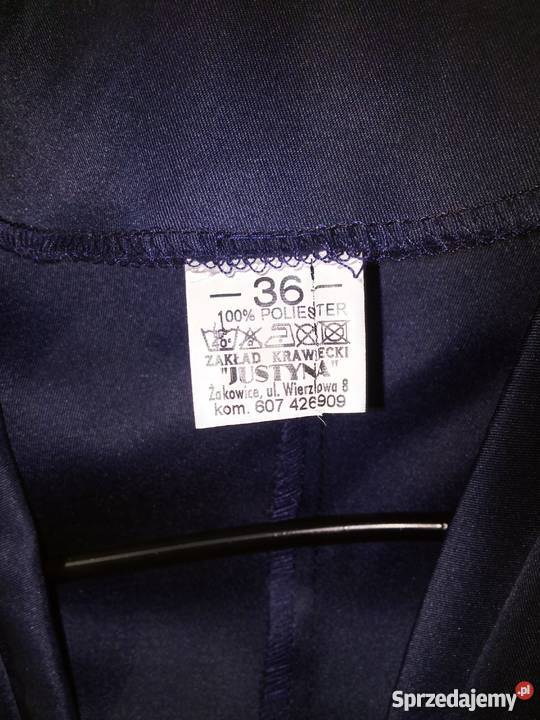 — 36 —
100% POLIESTER
ZAKŁAD KRAWIECKI
"JUSTYNA"
Żakowice, ul. Wierzbowa 8
kom. 607 426909
Sprzedajemy.pl